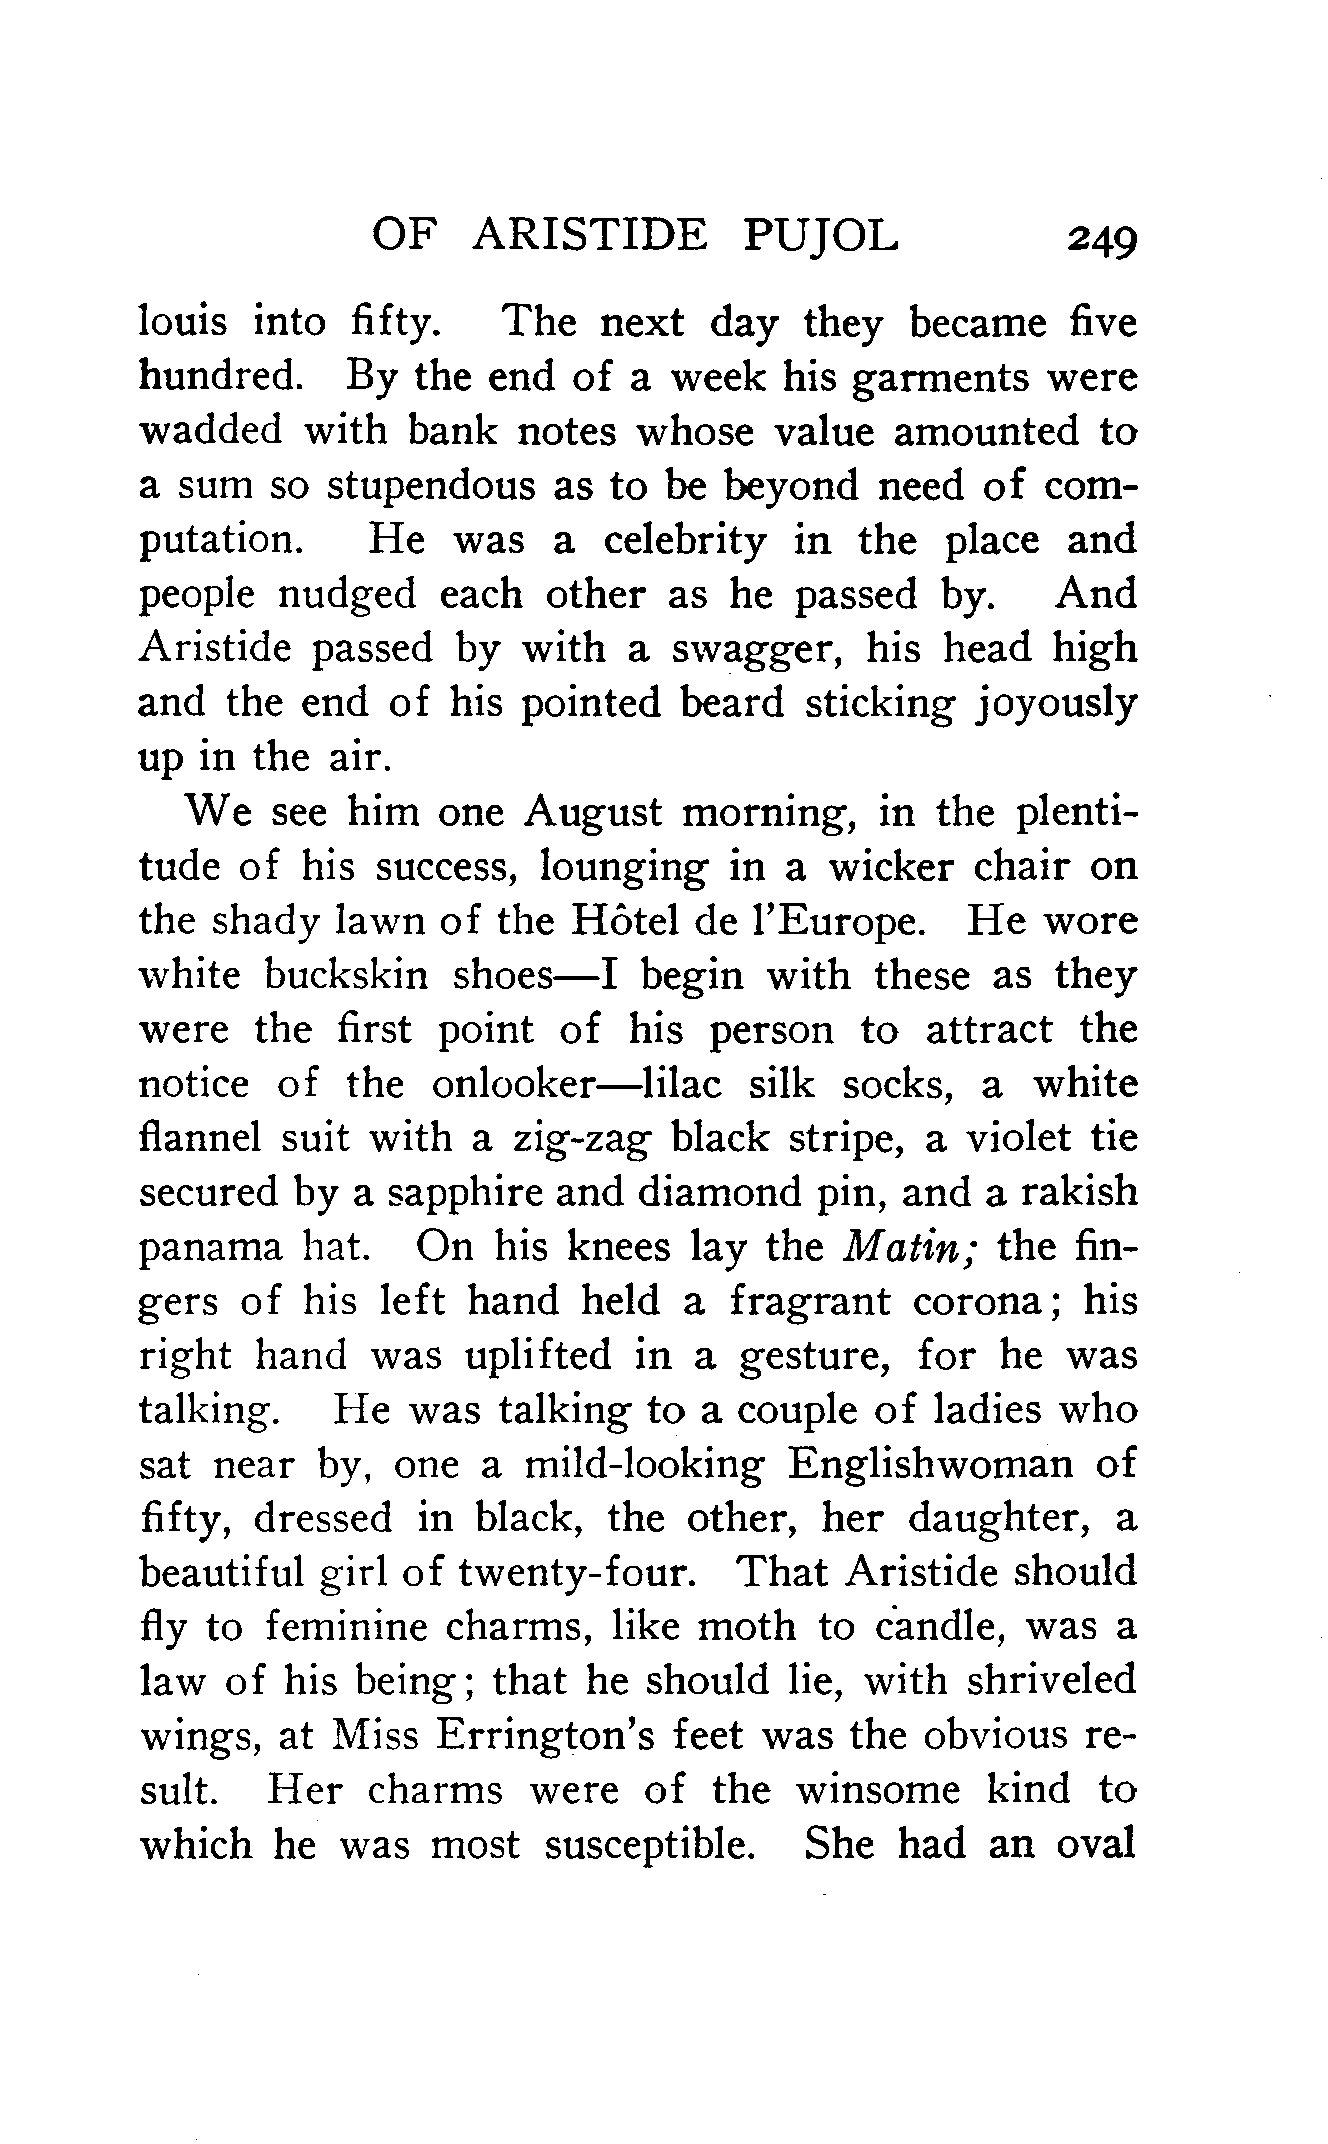 OF ARISTIDE PUJOL 249
louis into fifty. The next day they became five
hundred. By the end of a week his garments were
wadded with bank notes whose value amounted to
a sum so stupendous as to be beyond need of com-
putation. He was a celebrity in the place and
people nudged each other as he passed by. And
Aristide passed by with a swagger, his head high
and the end of his pointed beard sticking joyously
up in the air.
We see him one August morning, in the plenti-
tude of his success, lounging in a wicker chair on
the shady lawn of the Hôtel de l'Europe. He wore
white buckskin shoes—I begin with these as they
were the first point of his person to attract the
notice of the onlooker—lilac silk socks, a white
flannel suit with a zig-zag black stripe, a violet tie
secured by a sapphire and diamond pin, and a rakish
panama hat. On his knees lay the Matin; the fin-
gers of his left hand held a fragrant corona; his
right hand was uplifted in a gesture, for he was
talking. He was talking to a couple of ladies who
sat near by, one a mild-looking Englishwoman of
fifty, dressed in black, the other, her daughter, a
beautiful girl of twenty-four. That Aristide should
fly to feminine charms, like moth to candle, was a
law of his being; that he should lie, with shriveled
wings, at Miss Errington's feet was the obvious re-
sult. Her charms were of the winsome kind to
which he was most susceptible. She had an oval